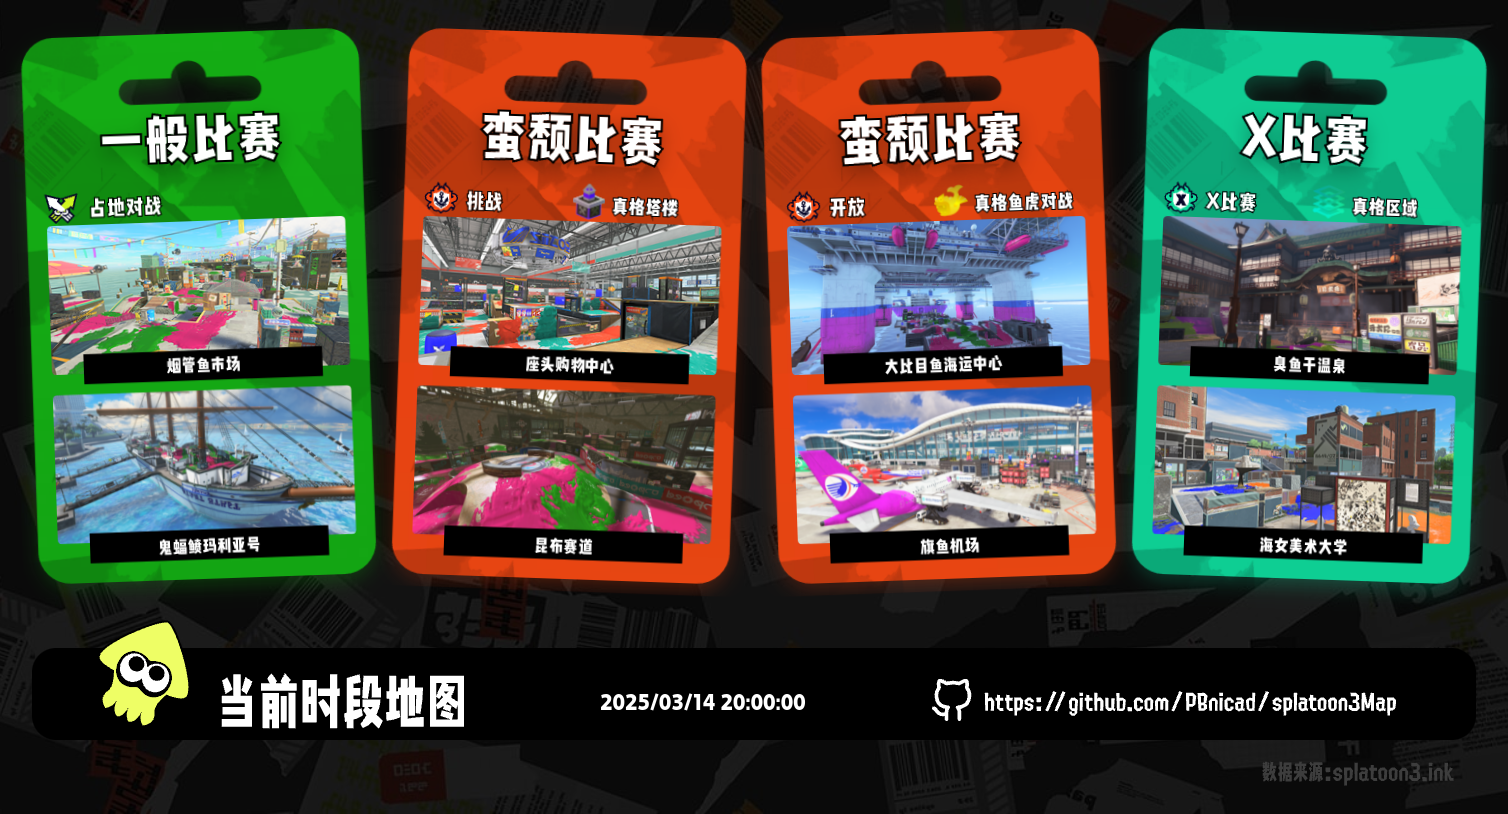 一般比赛
占地对战
烟管鱼市场
鬼蝠鲼玛利亚号
蛮颓比赛
挑战
真格塔楼
座头购物中心
昆布赛道
蛮颓比赛
开放
真格鱼虎对战
大比目鱼海运中心
旗鱼机场
X比赛
X比赛
真格区域
臭鱼干温泉
海女美术大学
当前时段地图
2025/03/14 20:00:00
https://github.com/PBnicad/splatoon3Map
数据来源:splatoon3.ink